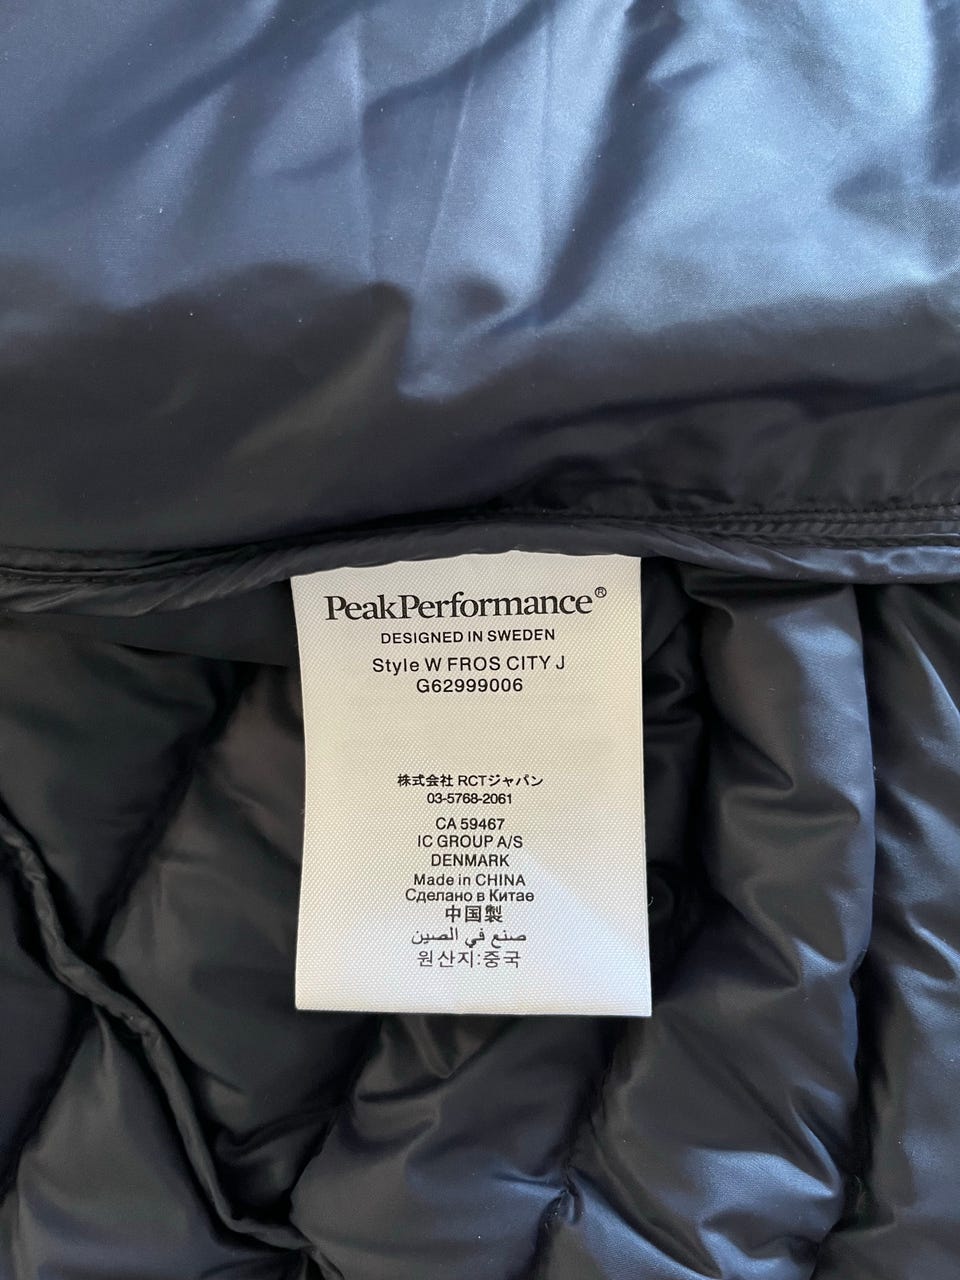 PeakPerformance®
DESIGNED IN SWEDEN
Style W FROS CITY J
G62999006
株式会社 RCTジャパン
03-5768-2061
CA 59467
IC GROUP A/S
DENMARK
Made in CHINA
Сделано в Китае
中国製
صنع في الصين
원산지:중국